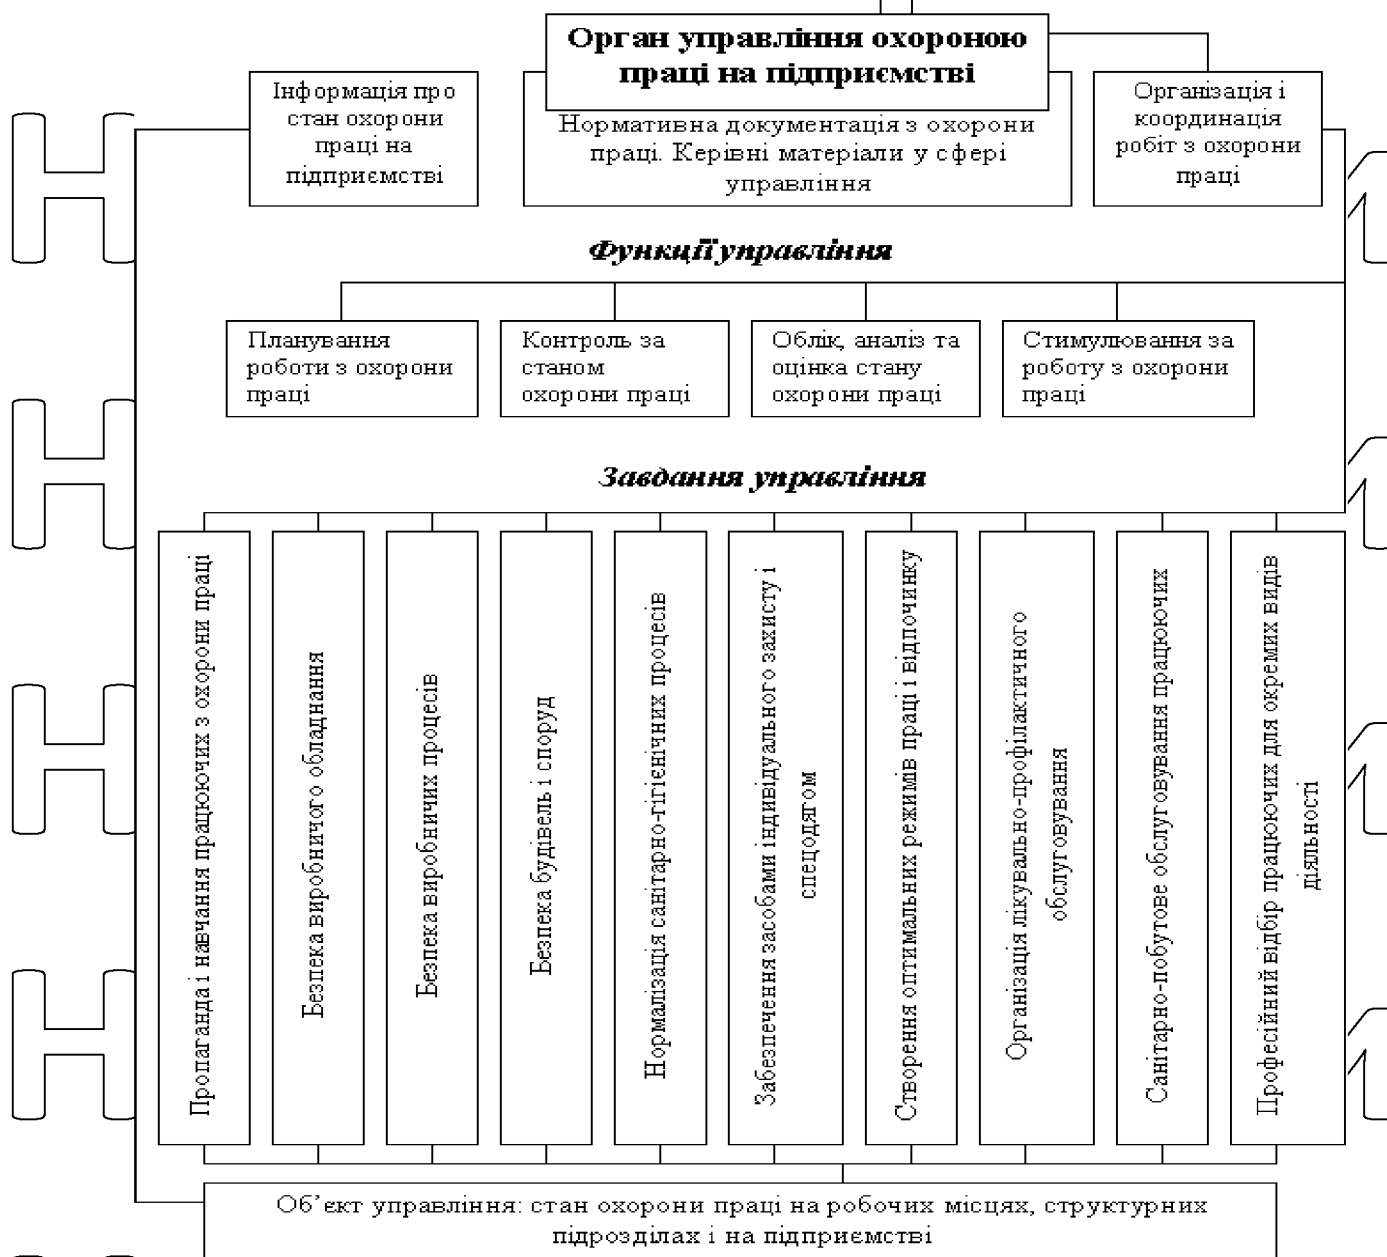 Орган управління охороною
праці на підприємстві
Інформація про
стан охорони
праці на
підприємстві
Нормативна документація з охорони
праці. Керівні матеріали у сфері
управління
Організація і
координація
робіт з охорони
праці
Функції управління
Планування
роботи з охорони
праці
Контроль за
станом
охорони праці
Облік, аналіз та
оцінка стану
охорони праці
Стимулювання за
роботу з охорони
праці
Завдання управління
Пропаганда і навчання працюючих з охорони праці
Безпека виробничого обладнання
Безпека виробничих процесів
Безпека будівель і споруд
Нормалізація санітарно-гігієнічних процесів
Забезпечення засобами індивідуального захисту і
спецодягом
Створення оптимальних режимів праці і відпочинку
Організація лікувально-профілактичного
обслуговування
Санітарно-побутове обслуговування працюючих
Професійний відбір працюючих для окремих видів
діяльності
Об’єкт управління: стан охорони праці на робочих місцях, структурних
підрозділах і на підприємстві